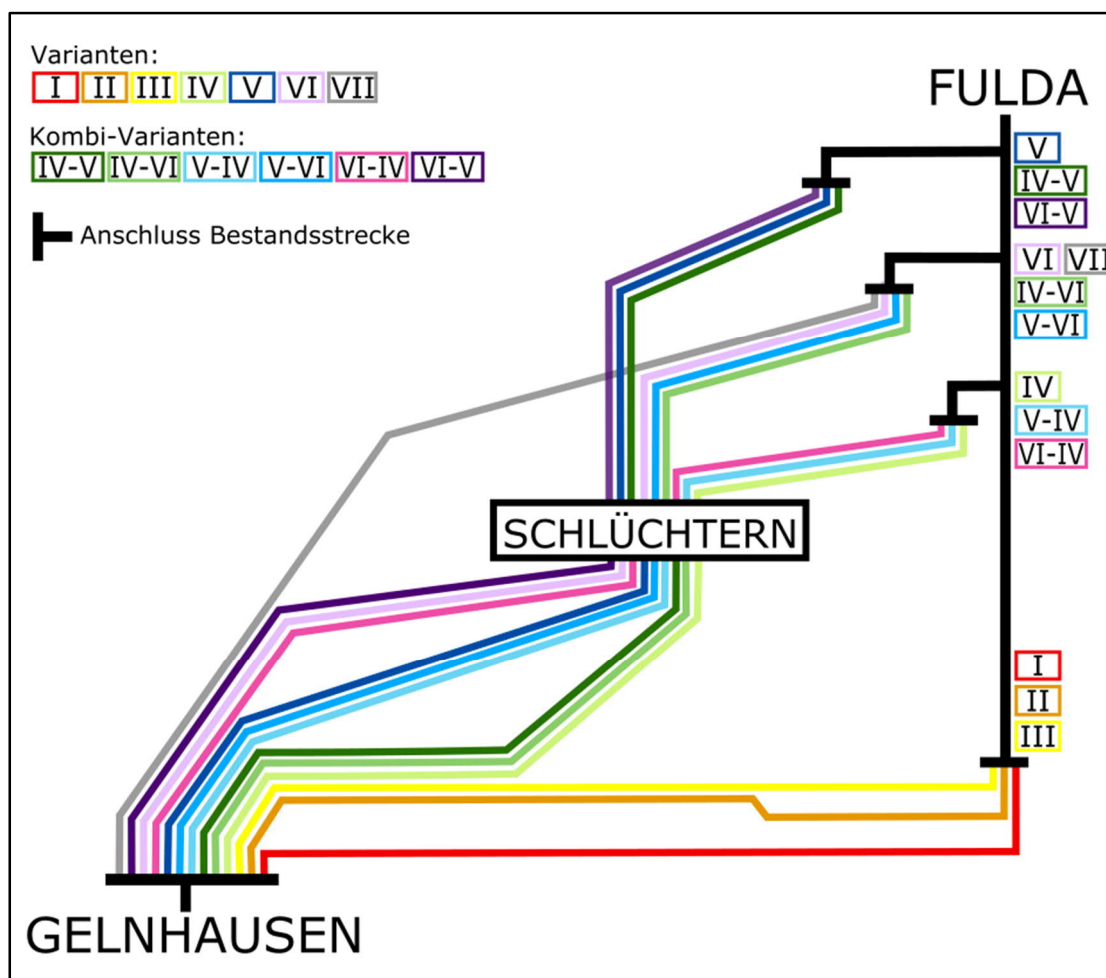 Varianten:
I II III IV V VI VII
Kombi-Varianten:
IV-V IV-VI V-IV V-VI VI-IV VI-V
Anschluss Bestandsstrecke
FULDA
V
IV-V
VI-V
VI VII
IV-VI
V-VI
IV
V-IV
VI-IV
SCHLÜCHTERN
I
II
III
GELNHAUSEN